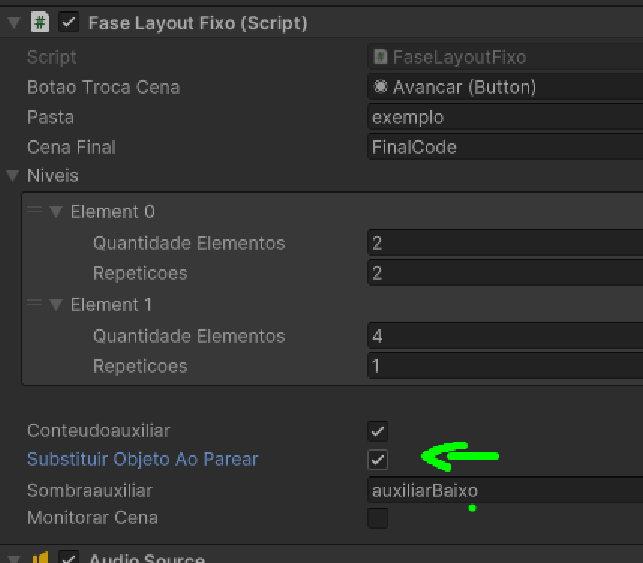 Fase Layout Fixo (Script)
Script FaseLayoutFixo
Botao Troca Cena Avancar (Button)
Pasta exemplo
Cena Final FinalCode
Niveis
Element 0
Quantidade Elementos 2
Repeticoes 2
Element 1
Quantidade Elementos 4
Repeticoes 1
Conteudoauxiliar
Substituir Objeto Ao Parear
Sombraauxiliar auxiliarBaixo
Monitorar Cena
Audio Source